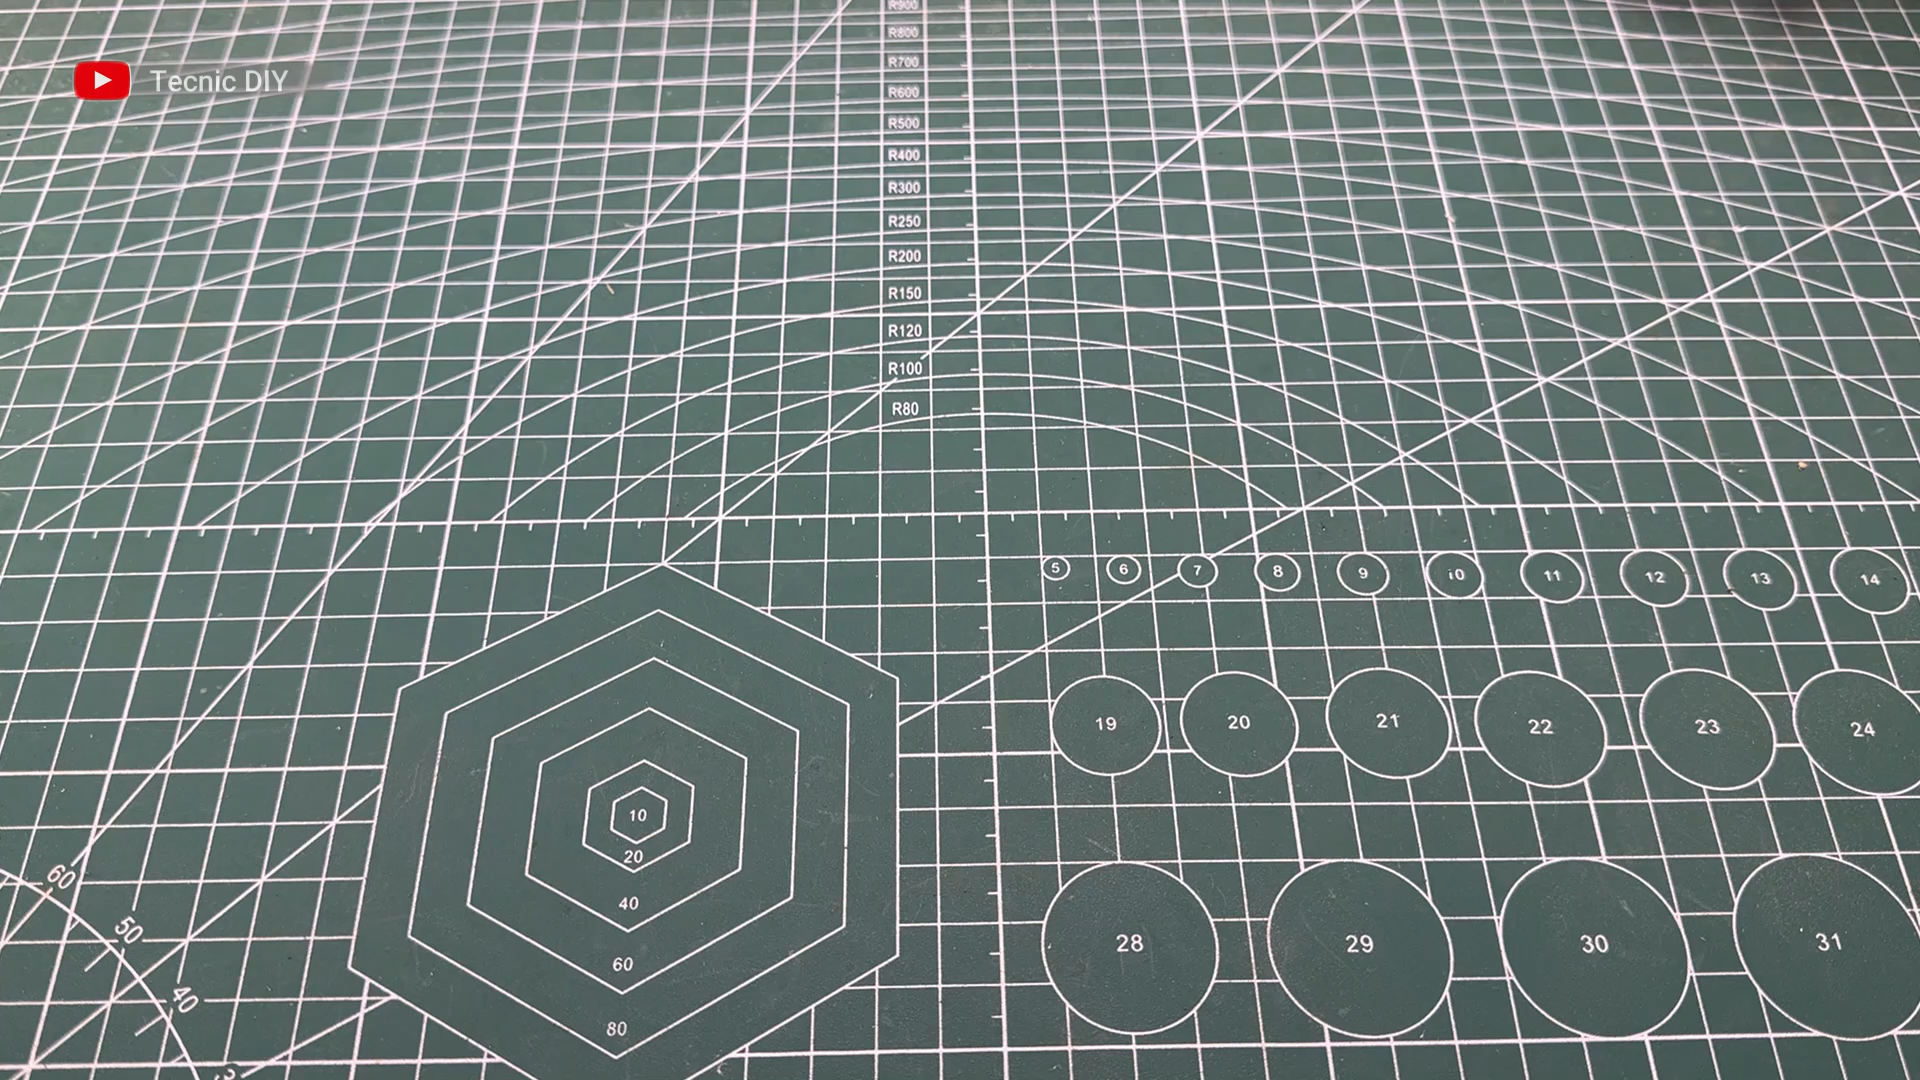 Tecnic DIY
R900
R800
R700
R600
R500
R400
R300
R250
R200
R150
R120
R100
R80
5 6 7 8 9 10 11 12 13 14
19 20 21 22 23 24
10
20
40
60
80
28 29 30 31
60
50
40